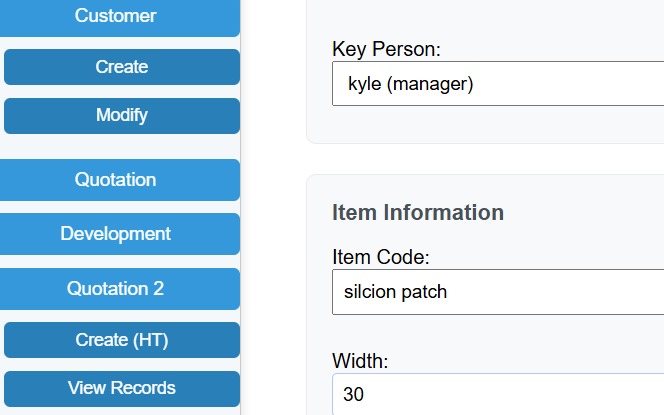 Customer
Create
Modify
Quotation
Development
Quotation 2
Create (HT)
View Records
Key Person:
kyle (manager)
Item Information
Item Code:
silcion patch
Width:
30